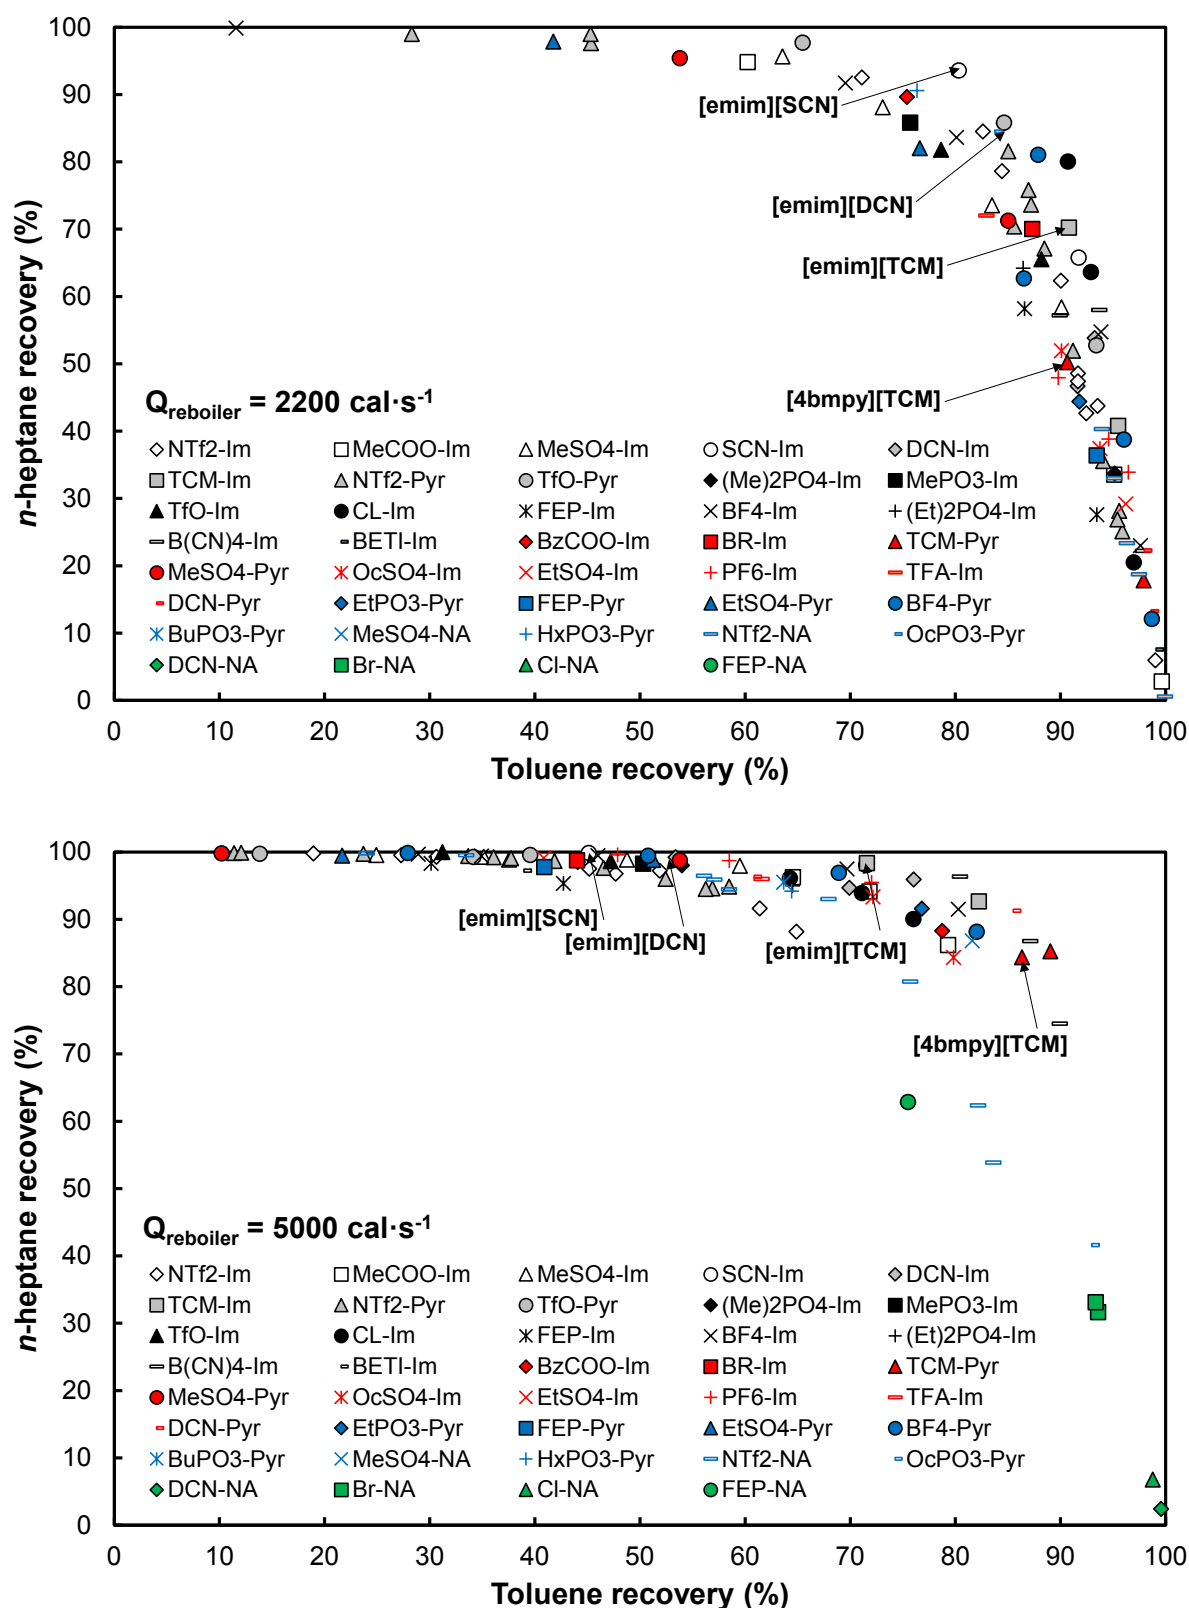 100
90
80
70
60
50
40
30
20
10
0
n-heptane recovery (%)
[emim][SCN]
[emim][DCN]
[emim][TCM]
[4bmpy][TCM]
Qreboiler = 2200 cal·s-1
NTf2-Im MeCOO-Im MeSO4-Im SCN-Im DCN-Im
TCM-Im NTf2-Pyr TfO-Pyr (Me)2PO4-Im MePO3-Im
TfO-Im CL-Im FEP-Im BF4-Im (Et)2PO4-Im
B(CN)4-Im BETI-Im BzCOO-Im BR-Im TCM-Pyr
MeSO4-Pyr OcSO4-Im EtSO4-Im PF6-Im TFA-Im
DCN-Pyr EtPO3-Pyr FEP-Pyr EtSO4-Pyr BF4-Pyr
BuPO3-Pyr MeSO4-NA HxPO3-Pyr NTf2-NA OcPO3-Pyr
DCN-NA Br-NA Cl-NA FEP-NA
0 10 20 30 40 50 60 70 80 90 100
Toluene recovery (%)
100
90
80
70
60
50
40
30
20
10
0
n-heptane recovery (%)
[emim][SCN]
[emim][DCN]
[emim][TCM]
[4bmpy][TCM]
Qreboiler = 5000 cal·s-1
NTf2-Im MeCOO-Im MeSO4-Im SCN-Im DCN-Im
TCM-Im NTf2-Pyr TfO-Pyr (Me)2PO4-Im MePO3-Im
TfO-Im CL-Im FEP-Im BF4-Im (Et)2PO4-Im
B(CN)4-Im BETI-Im BzCOO-Im BR-Im TCM-Pyr
MeSO4-Pyr OcSO4-Im EtSO4-Im PF6-Im TFA-Im
DCN-Pyr EtPO3-Pyr FEP-Pyr EtSO4-Pyr BF4-Pyr
BuPO3-Pyr MeSO4-NA HxPO3-Pyr NTf2-NA OcPO3-Pyr
DCN-NA Br-NA Cl-NA FEP-NA
0 10 20 30 40 50 60 70 80 90 100
Toluene recovery (%)